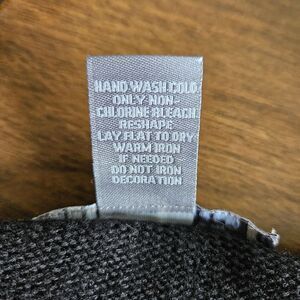 HAND WASH COLD
ONLY NON-
CHLORINE BLEACH
RESHAPE
LAY FLAT TO DRY
WARM IRON
IF NEEDED
DO NOT IRON
DECORATION